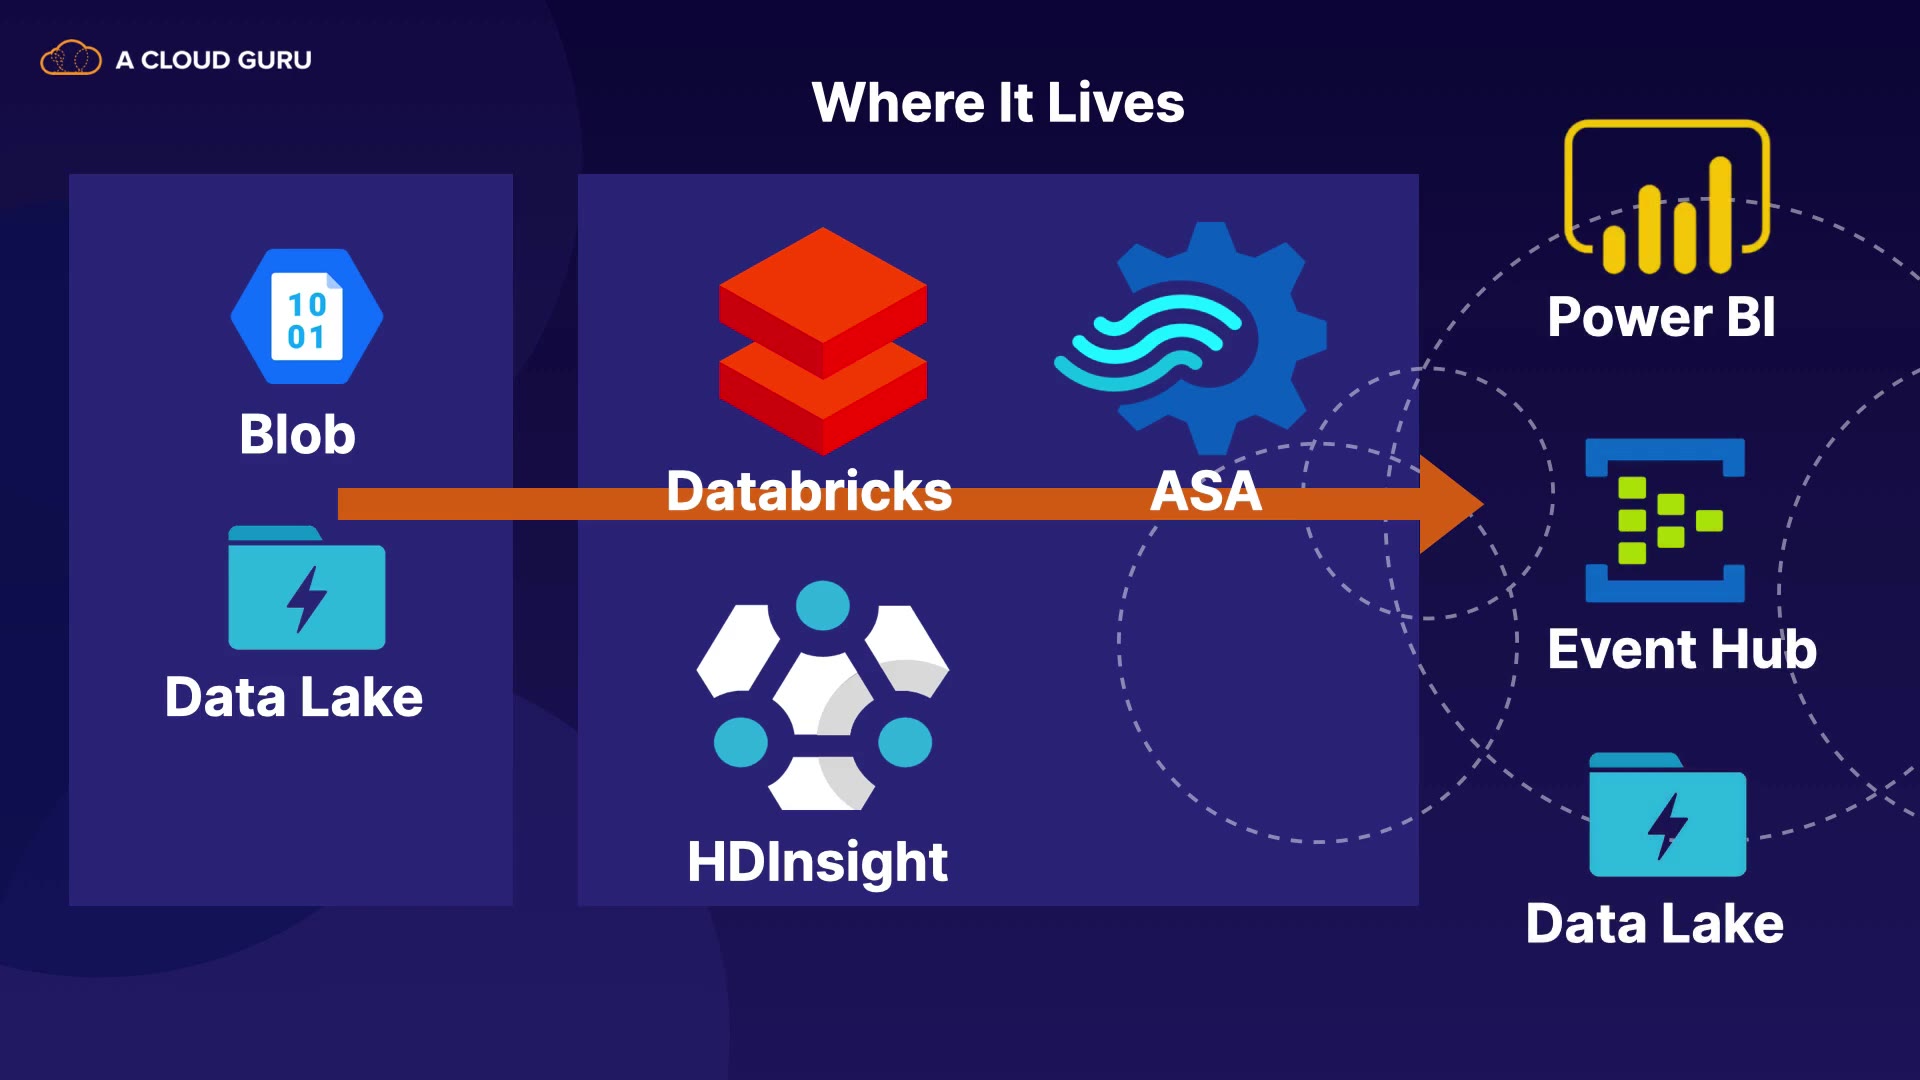 A CLOUD GURU
Where It Lives
10
01
Blob
Data Lake
Databricks
ASA
HDInsight
Power BI
Event Hub
Data Lake